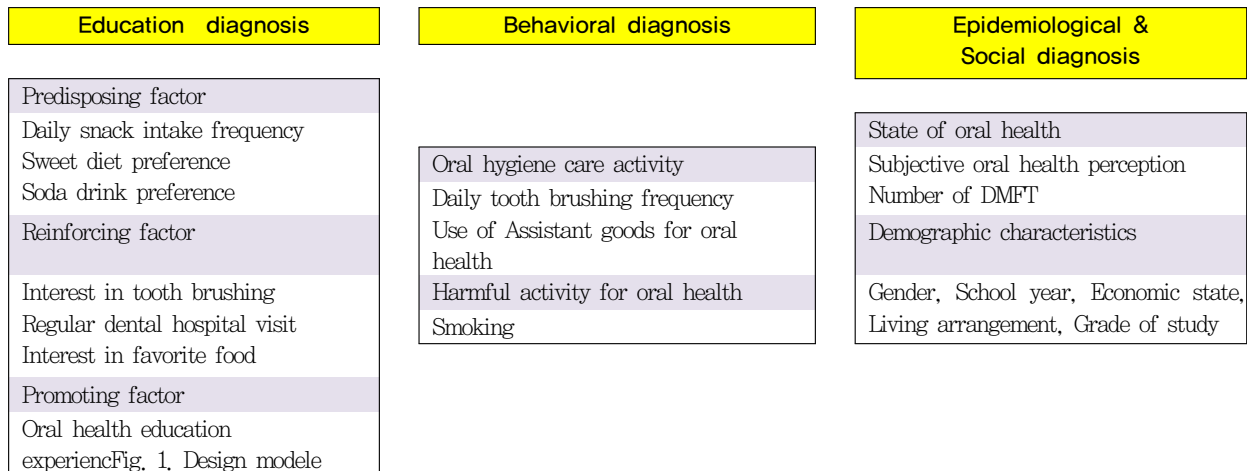 Education diagnosis
Predisposing factor
Daily snack intake frequency
Sweet diet preference
Soda drink preference
Reinforcing factor
Interest in tooth brushing
Regular dental hospital visit
Interest in favorite food
Promoting factor
Oral health education
experiencFig. 1. Design modele
Behavioral diagnosis
Oral hygiene care activity
Daily tooth brushing frequency
Use of Assistant goods for oral
health
Harmful activity for oral health
Smoking
Epidemiological &
Social diagnosis
State of oral health
Subjective oral health perception
Number of DMFT
Demographic characteristics
Gender, School year, Economic state,
Living arrangement, Grade of study